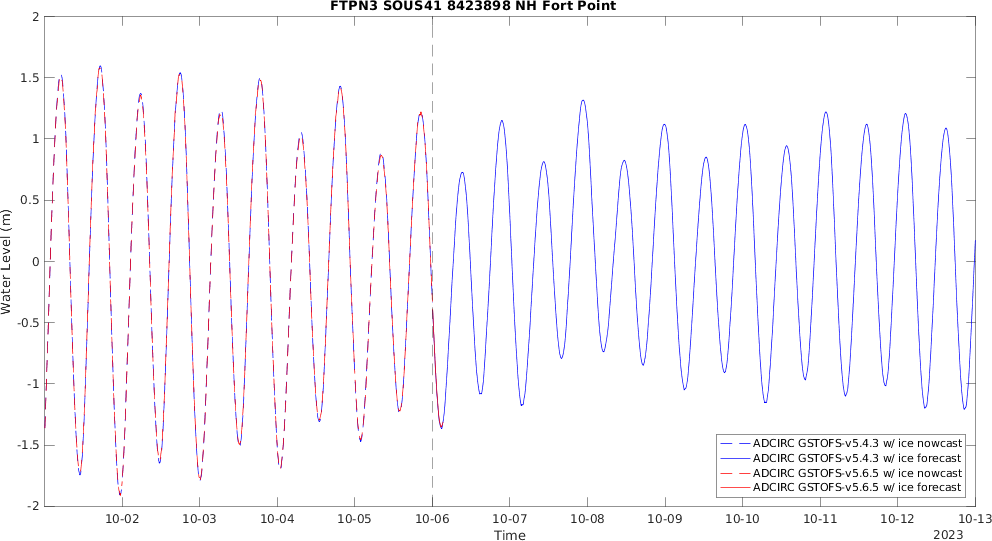 FTPN3 SOUS41 8423898 NH Fort Point
2
1.5
1
0.5
0
-0.5
-1
-1.5
-2
Water Level (m)
10-02 10-03 10-04 10-05 10-06 10-07 10-08 10-09 10-10 10-11 10-12 10-13
Time
2023
ADCIRC GSTOFS-v5.4.3 w/ ice nowcast
ADCIRC GSTOFS-v5.4.3 w/ ice forecast
ADCIRC GSTOFS-v5.6.5 w/ ice nowcast
ADCIRC GSTOFS-v5.6.5 w/ ice forecast